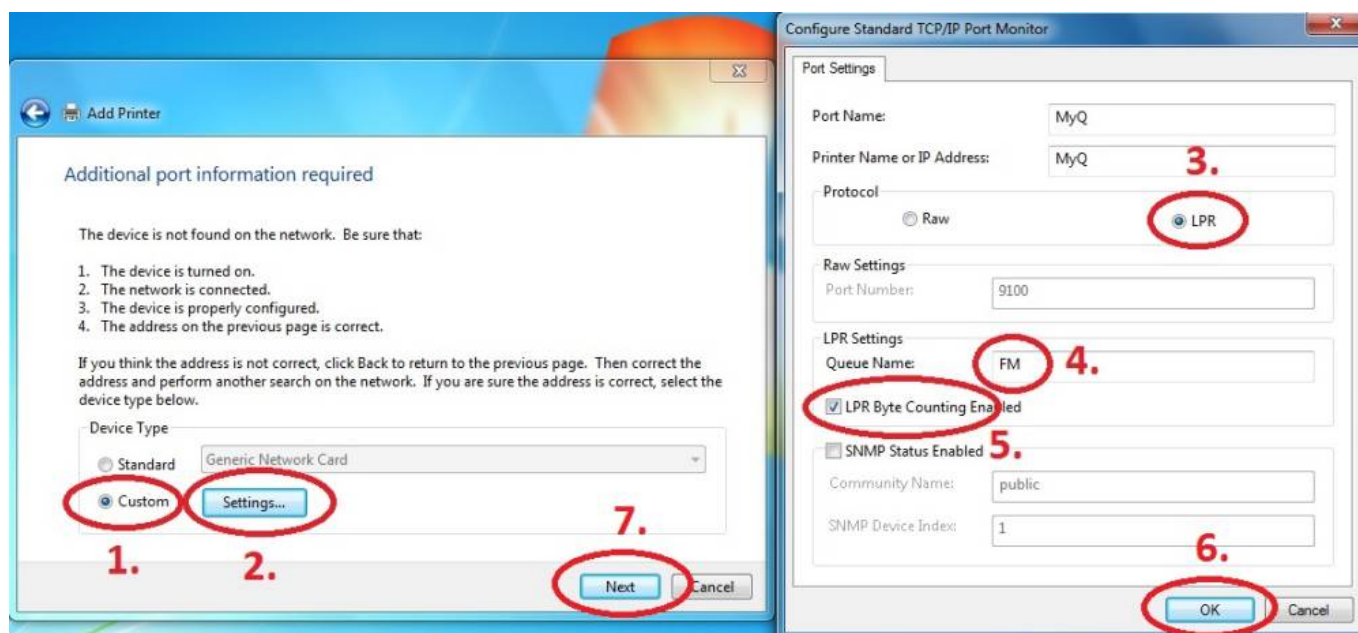 Add Printer
Additional port information required
The device is not found on the network. Be sure that:
1. The device is turned on.
2. The network is connected.
3. The device is properly configured.
4. The address on the previous page is correct.
If you think the address is not correct, click Back to return to the previous page. Then correct the
address and perform another search on the network. If you are sure the address is correct, select the
device type below.
Device Type
Standard Generic Network Card
Custom Settings...
1. 2.
7.
Next Cancel
Configure Standard TCP/IP Port Monitor
Port Settings
Port Name: MyQ
Printer Name or IP Address: MyQ
3.
Protocol
Raw LPR
Raw Settings
Port Number: 9100
LPR Settings
Queue Name: FM 4.
LPR Byte Counting Enabled
SNMP Status Enabled 5.
Community Name: public
SNMP Device Index: 1
6.
OK Cancel